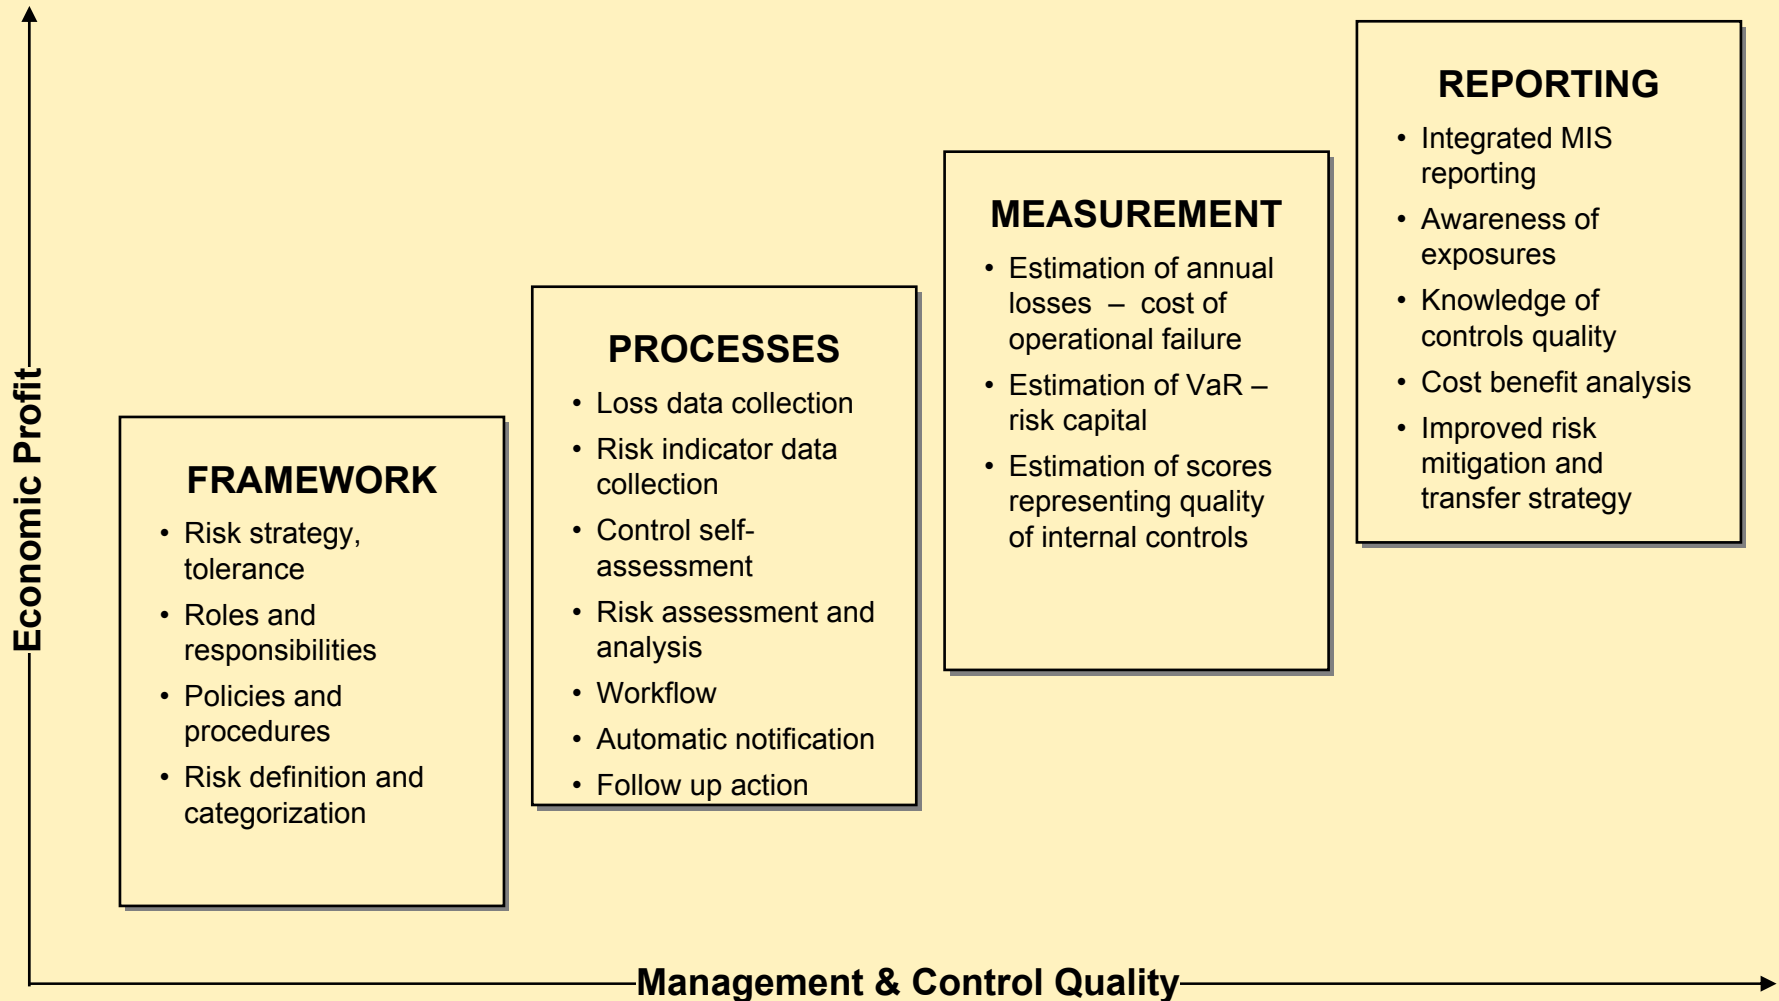 Economic Profit
FRAMEWORK
• Risk strategy,
tolerance
• Roles and
responsibilities
• Policies and
procedures
• Risk definition and
categorization
PROCESSES
• Loss data collection
• Risk indicator data
collection
• Control self-
assessment
• Risk assessment and
analysis
• Workflow
• Automatic notification
• Follow up action
MEASUREMENT
• Estimation of annual
losses – cost of
operational failure
• Estimation of VaR –
risk capital
• Estimation of scores
representing quality
of internal controls
REPORTING
• Integrated MIS
reporting
• Awareness of
exposures
• Knowledge of
controls quality
• Cost benefit analysis
• Improved risk
mitigation and
transfer strategy
Management & Control Quality